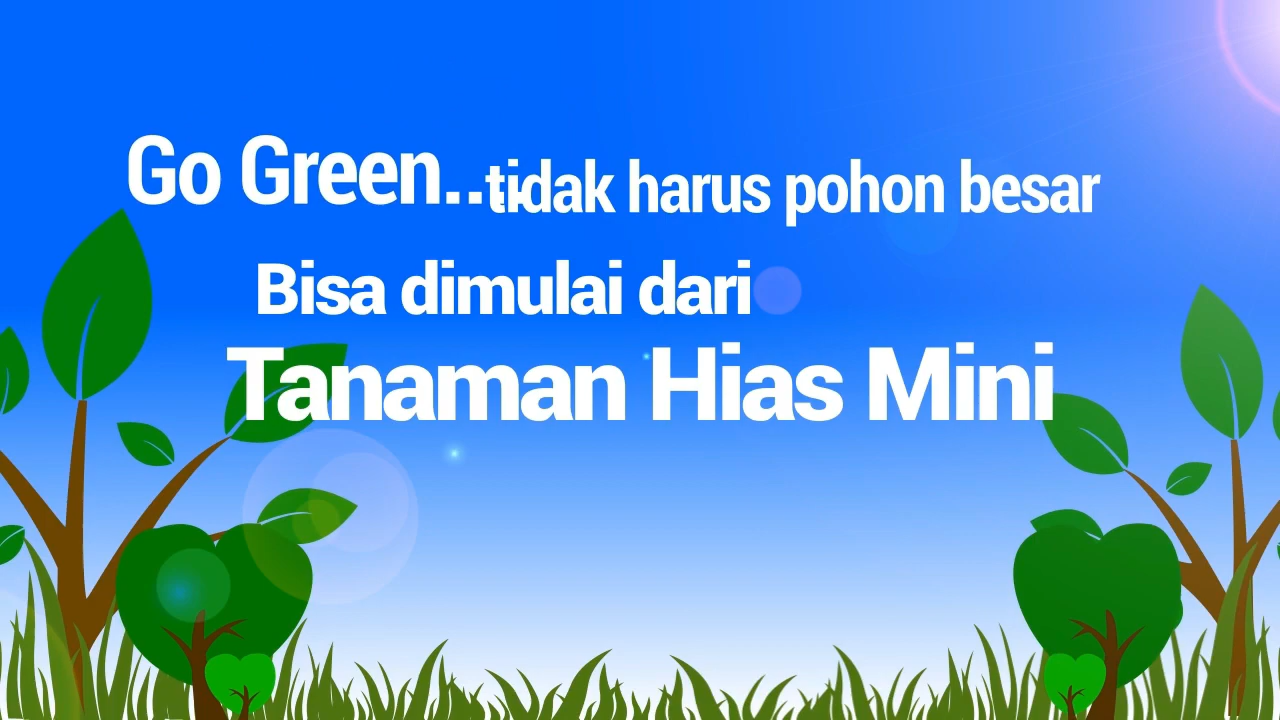 Go Green...tidak harus pohon besar
Bisa dimulai dari
Tanaman Hias Mini